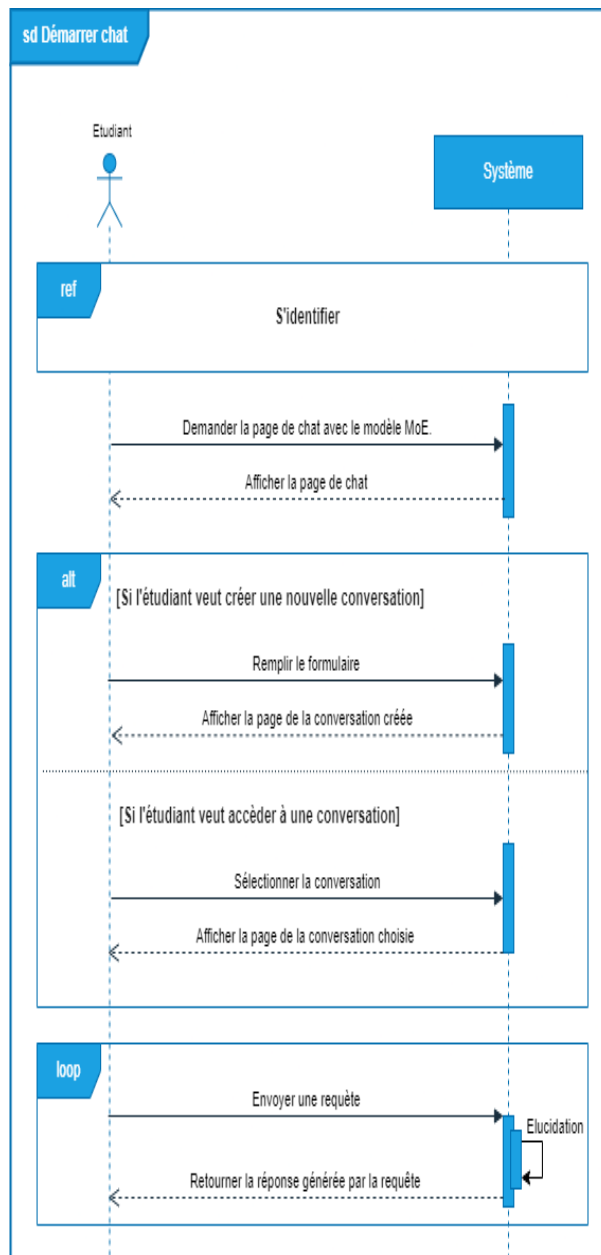 sd Démarrer chat
Etudiant
Système
ref
S'identifier
Demander la page de chat avec le modèle MoE.
Afficher la page de chat
alt
[Si l'étudiant veut créer une nouvelle conversation]
Remplir le formulaire
Afficher la page de la conversation créée
[Si l'étudiant veut accèder à une conversation]
Sélectionner la conversation
Afficher la page de la conversation choisie
loop
Envoyer une requète
Elucidation
Retourner la réponse générée par la requête